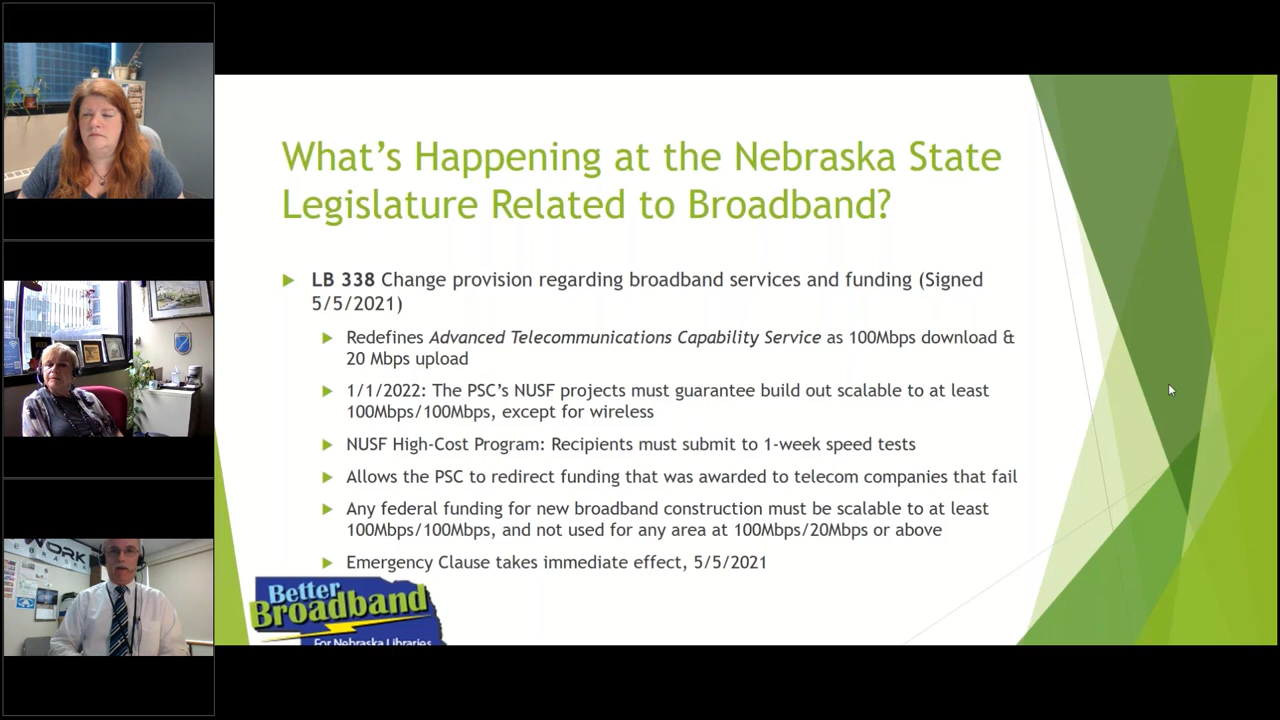 What's Happening at the Nebraska State
Legislature Related to Broadband?
LB 338 Change provision regarding broadband services and funding (Signed
5/5/2021)
Redefines Advanced Telecommunications Capability Service as 100Mbps download &
20 Mbps upload
1/1/2022: The PSC's NUSF projects must guarantee build out scalable to at least
100Mbps/100Mbps, except for wireless
NUSF High-Cost Program: Recipients must submit to 1-week speed tests
Allows the PSC to redirect funding that was awarded to telecom companies that fail
Any federal funding for new broadband construction must be scalable to at least
100Mbps/100Mbps, and not used for any area at 100Mbps/20Mbps or above
Emergency Clause takes immediate effect, 5/5/2021
Better
Broadband
For Nebraska Libraries